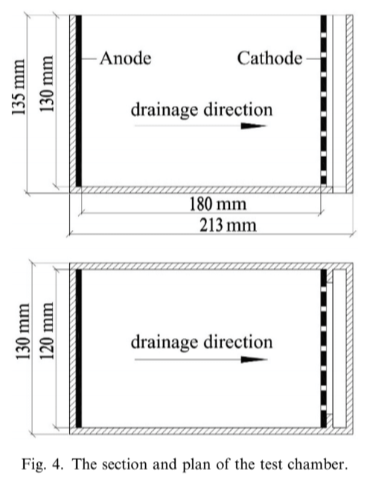 Anode
Cathode
135 mm
130 mm
drainage direction
180 mm
213 mm
130 mm
120 mm
drainage direction
Fig. 4. The section and plan of the test chamber.